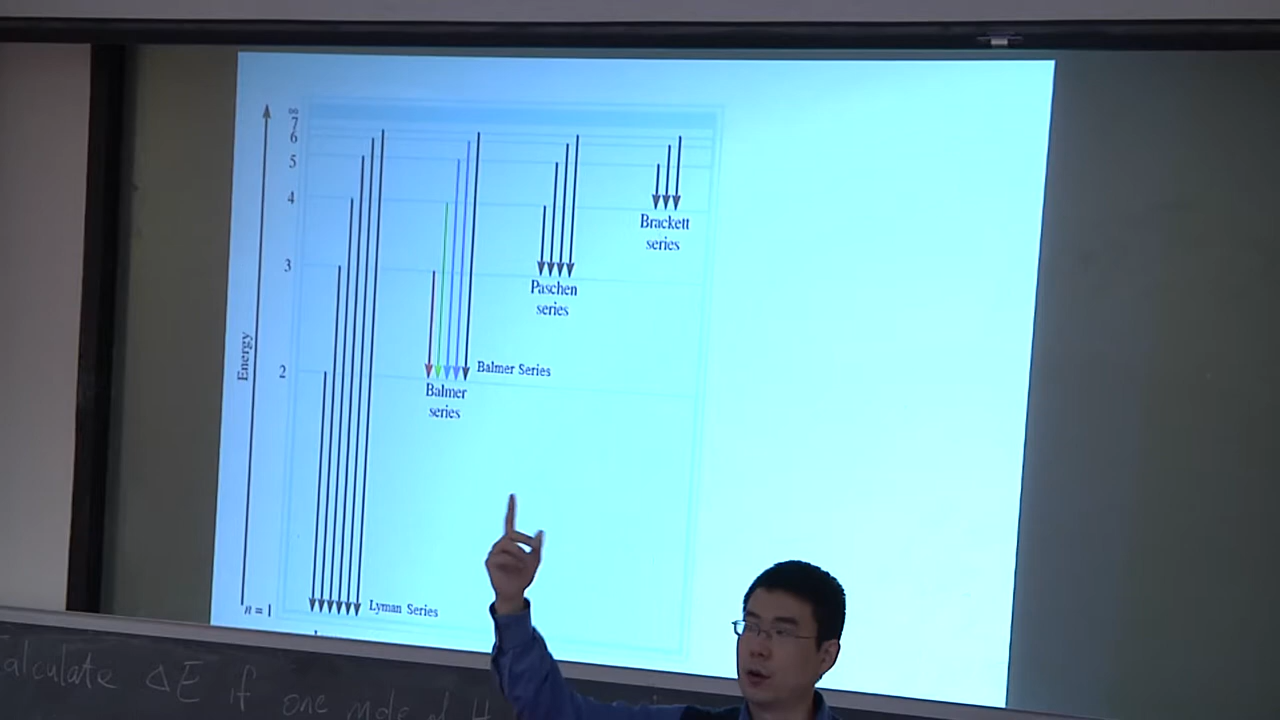 ∞
7
6
5
4
3
2
n = 1
Energy
Brackett
series
Paschen
series
Balmer Series
Balmer
series
Lyman Series
alculate ΔE if one mole of H